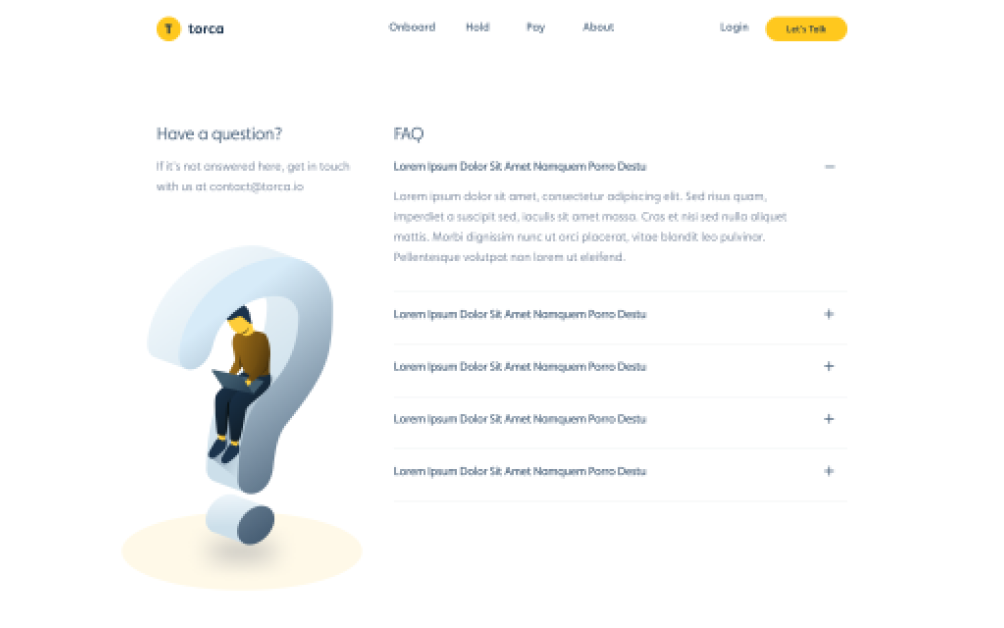 T torca
Onboard Hold Pay About
Login Let's Talk
Have a question?
If it's not answered here, get in touch
with us at contact@torca.io
FAQ
Lorem Ipsum Dolor Sit Amet Namquem Porro Destu
Lorem ipsum dolor sit amet, consectetur adipiscing elit. Sed risus quam,
imperdiet a suscipit sed, iaculis sit amet massa. Cras et nisi sed nulla aliquet
mattis. Morbi dignissim nunc ut orci placerat, vitae blandit leo pulvinar.
Pellentesque volutpat non lorem ut eleifend.
Lorem Ipsum Dolor Sit Amet Namquem Porro Destu
Lorem Ipsum Dolor Sit Amet Namquem Porro Destu
Lorem Ipsum Dolor Sit Amet Namquem Porro Destu
Lorem Ipsum Dolor Sit Amet Namquem Porro Destu